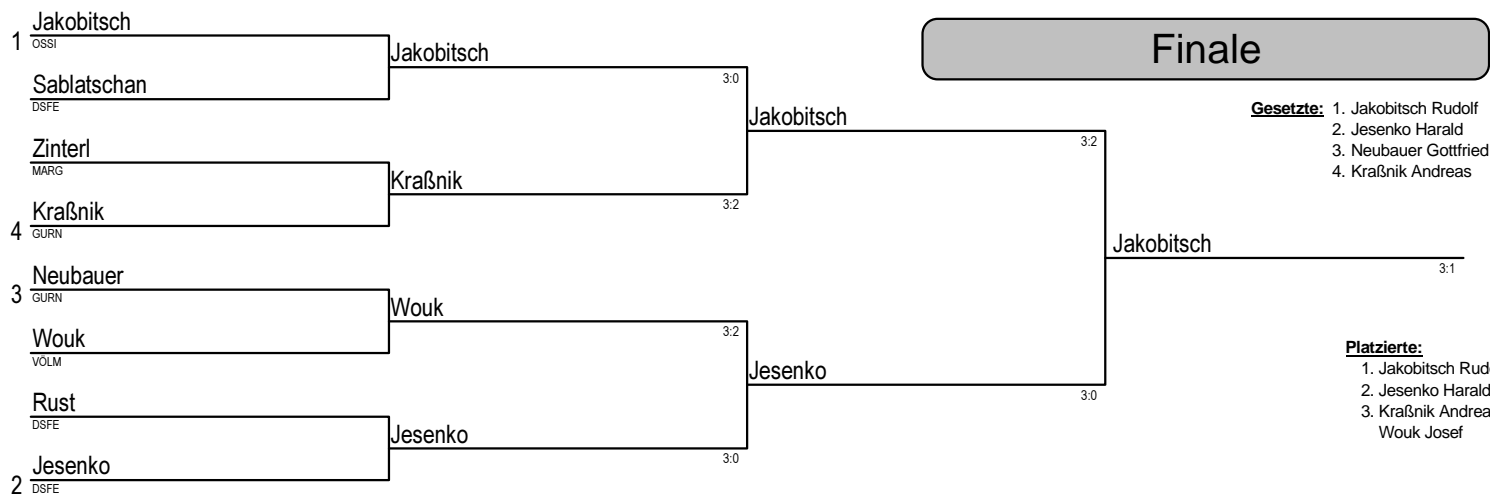 Finale
Jakobitsch
1 OSSI
Jakobitsch
3:0
Sablatschan
DSFE
Jakobitsch
3:2
Zinterl
MARG
Kraßnik
3:2
Kraßnik
4 GURN
Jakobitsch
3:1
Neubauer
3 GURN
Wouk
3:2
Wouk
VÖLM
Jesenko
3:0
Rust
DSFE
Jesenko
3:0
Jesenko
2 DSFE
Gesetzte: 1. Jakobitsch Rudolf
2. Jesenko Harald
3. Neubauer Gottfried
4. Kraßnik Andreas
Platzierte:
1. Jakobitsch Rud
2. Jesenko Harald
3. Kraßnik Andrea
Wouk Josef